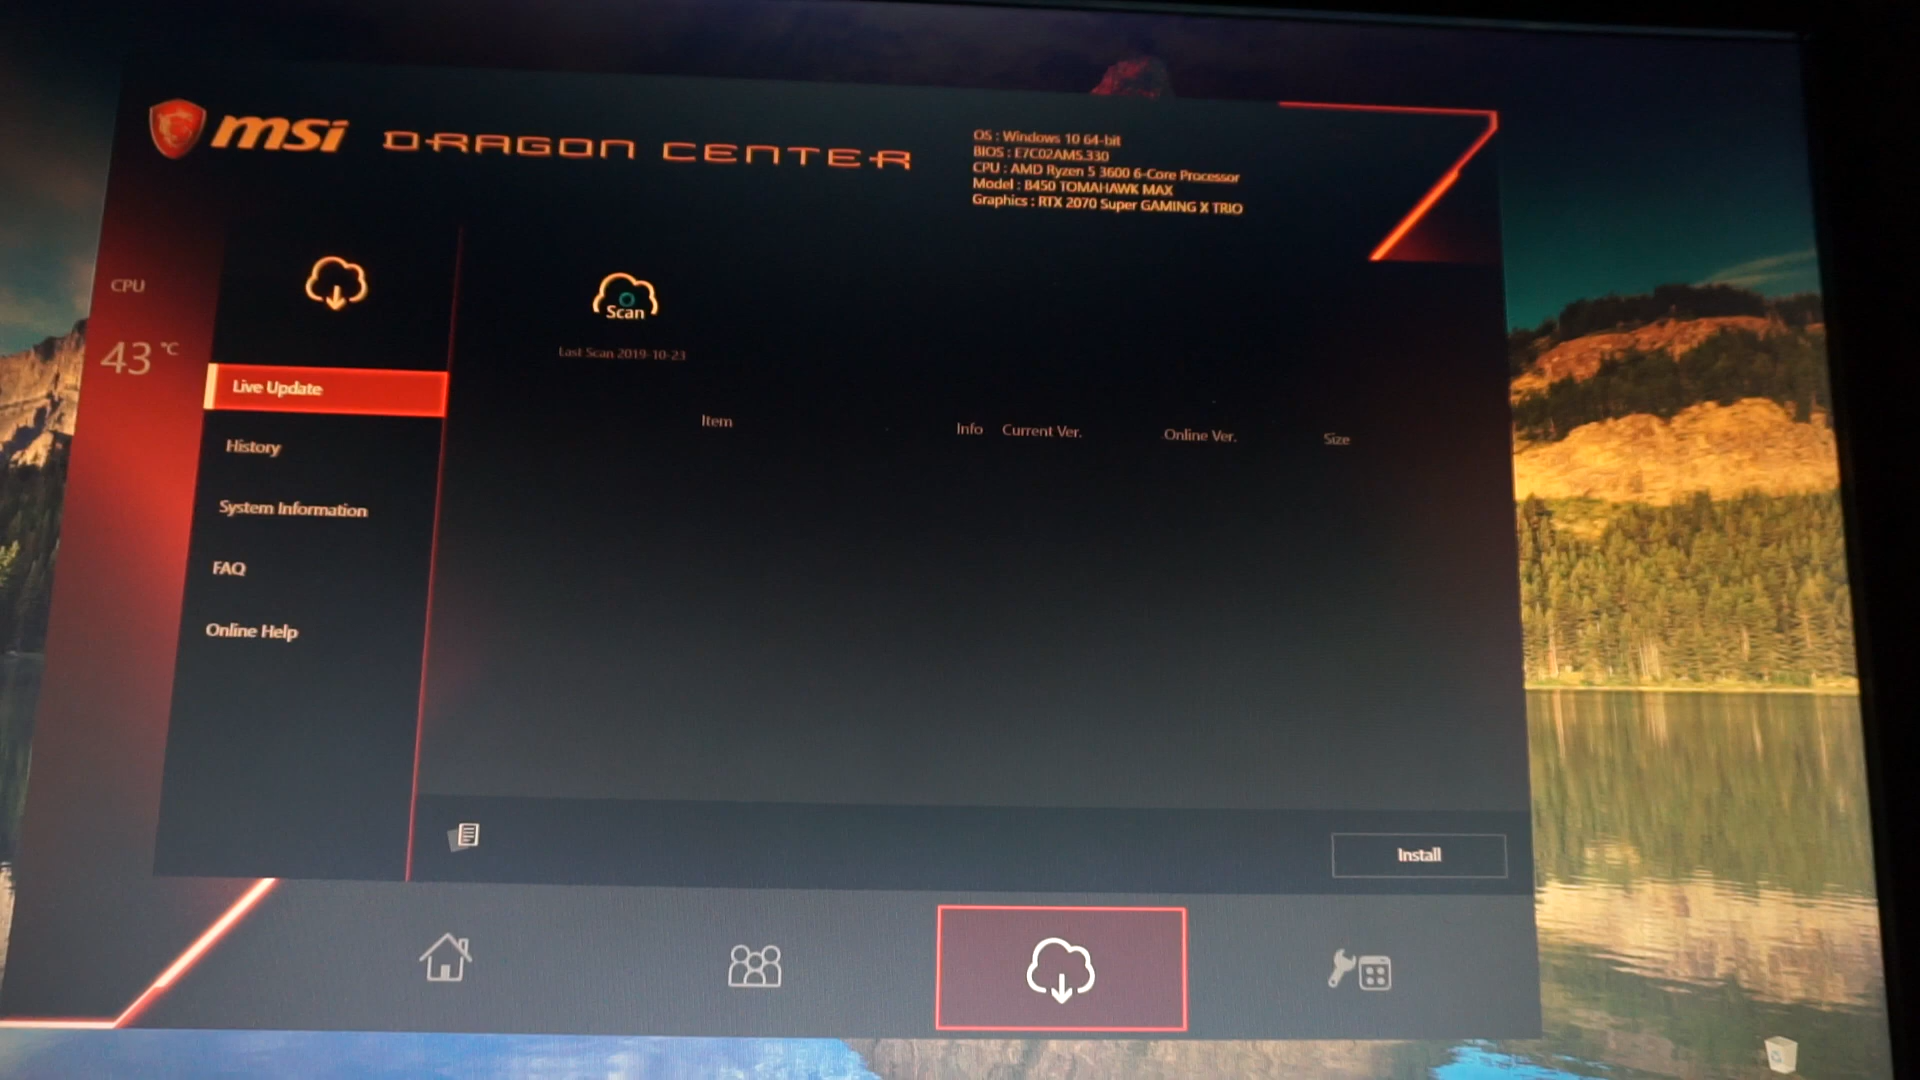 msi DRAGON CENTER
OS : Windows 10 64-bit
BIOS : E7C02AMS.330
CPU : AMD Ryzen 5 3600 6-Core Processor
Model : B450 TOMAHAWK MAX
Graphics : RTX 2070 Super GAMING X TRIO
CPU
43 °C
Live Update
History
System Information
FAQ
Online Help
Scan
Last Scan 2019-10-23
Item Info Current Ver. Online Ver. Size
Install